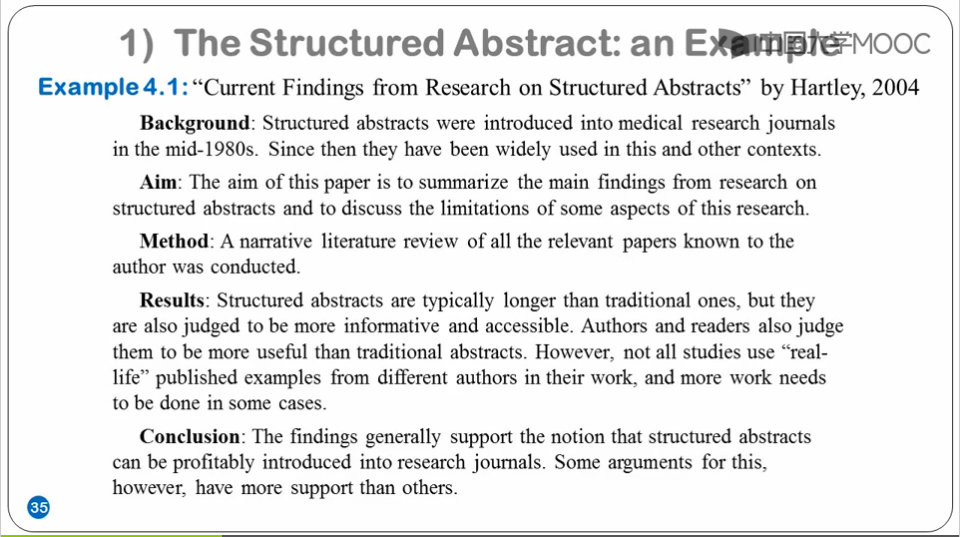 1) The Structured Abstract: an Example
中国大学MOOC
Example 4.1: “Current Findings from Research on Structured Abstracts” by Hartley, 2004
Background: Structured abstracts were introduced into medical research journals
in the mid-1980s. Since then they have been widely used in this and other contexts.
Aim: The aim of this paper is to summarize the main findings from research on
structured abstracts and to discuss the limitations of some aspects of this research.
Method: A narrative literature review of all the relevant papers known to the
author was conducted.
Results: Structured abstracts are typically longer than traditional ones, but they
are also judged to be more informative and accessible. Authors and readers also judge
them to be more useful than traditional abstracts. However, not all studies use “real-
life” published examples from different authors in their work, and more work needs
to be done in some cases.
Conclusion: The findings generally support the notion that structured abstracts
can be profitably introduced into research journals. Some arguments for this,
however, have more support than others.
35